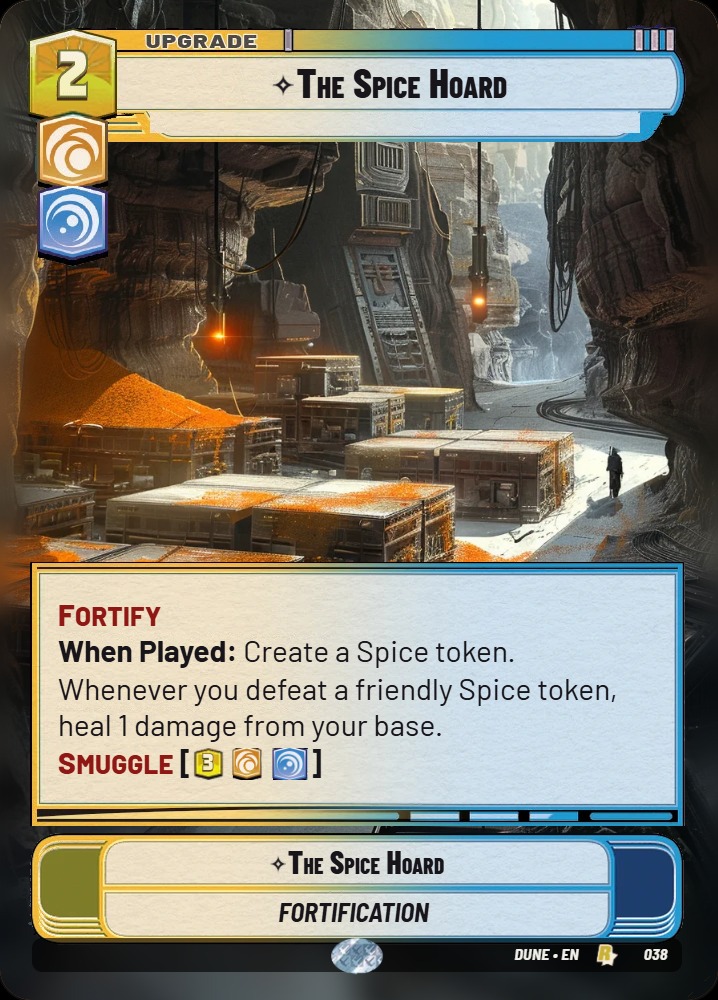 UPGRADE
2
✧THE SPICE HOARD
FORTIFY
When Played: Create a Spice token.
Whenever you defeat a friendly Spice token,
heal 1 damage from your base.
SMUGGLE [3]
✧THE SPICE HOARD
FORTIFICATION
DUNE • EN R 038